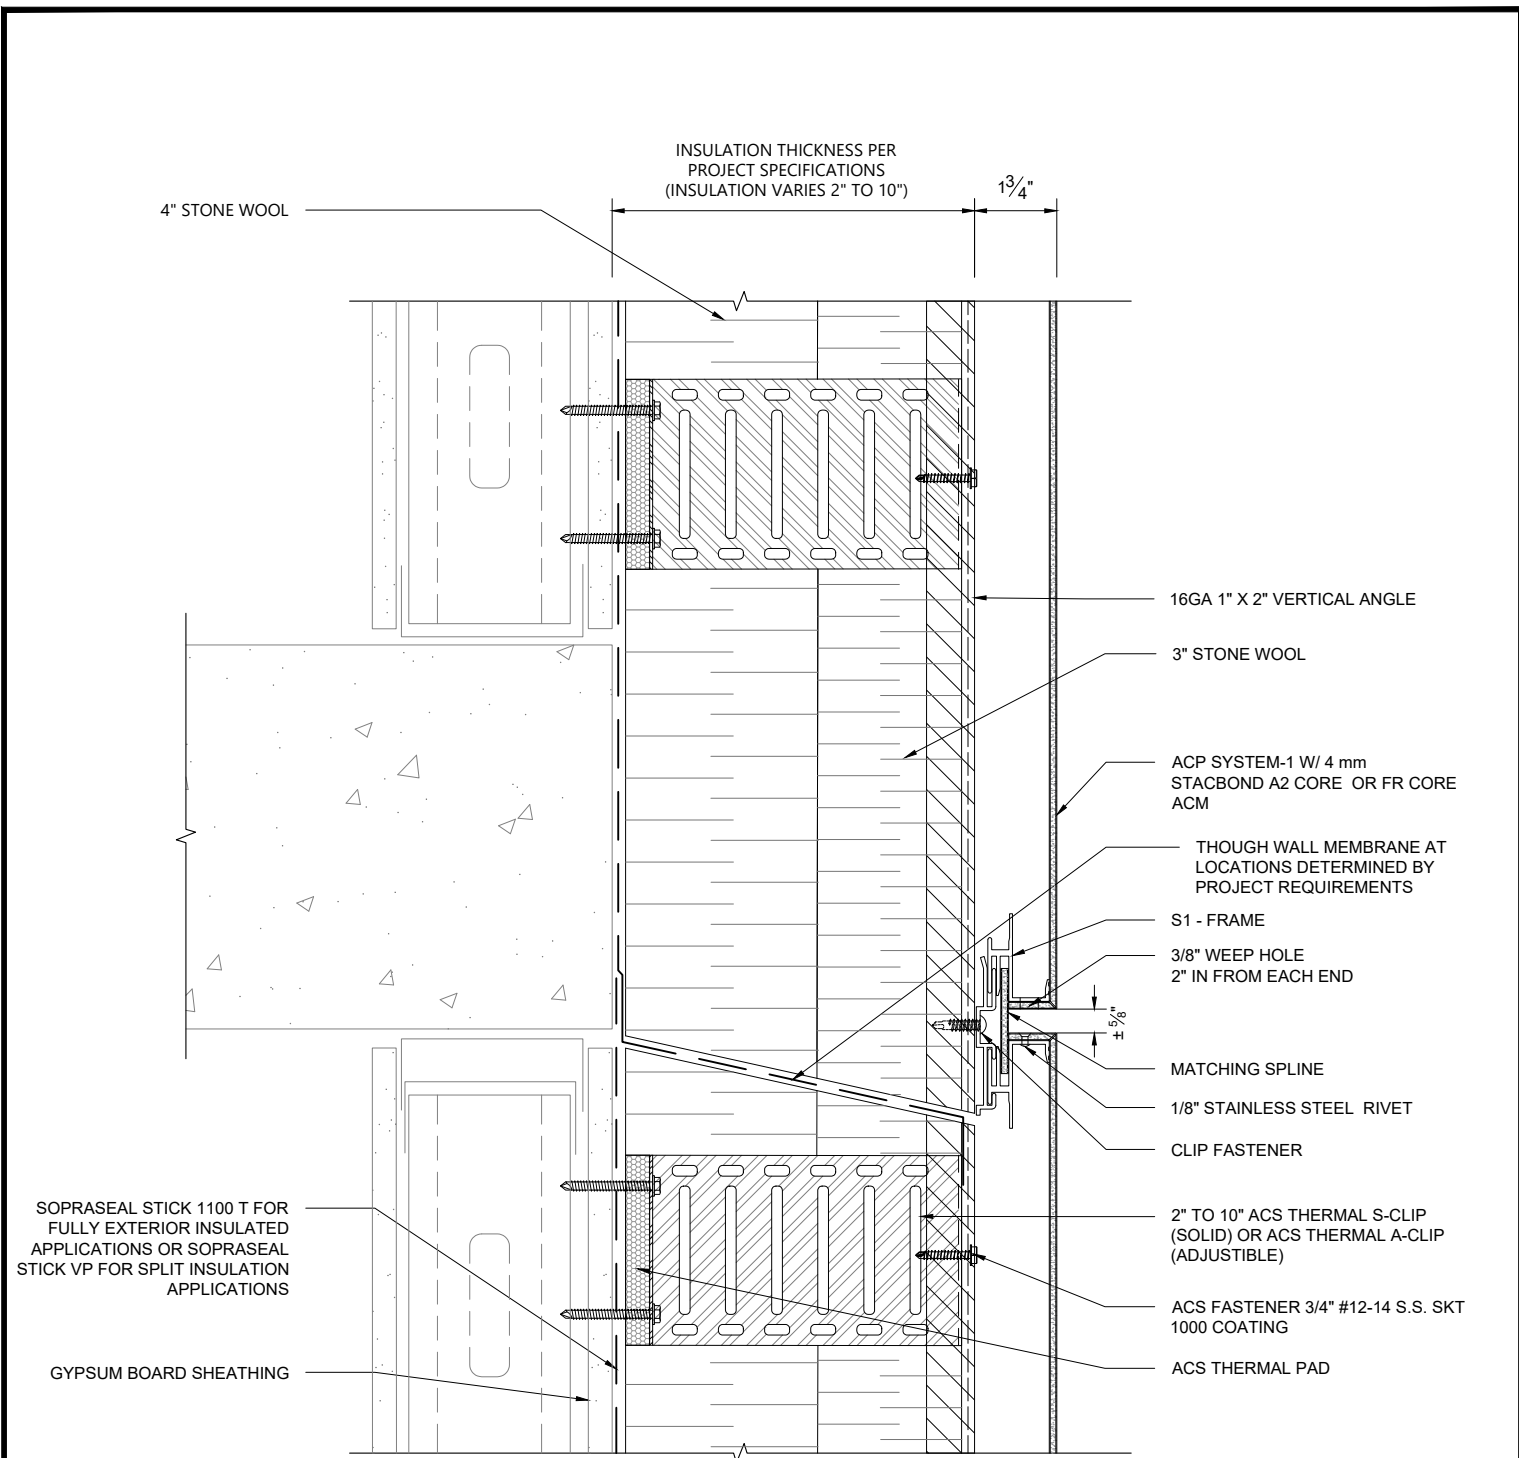 INSULATION THICKNESS PER
PROJECT SPECIFICATIONS
(INSULATION VARIES 2" TO 10")
1 3/4"
4" STONE WOOL
16GA 1" X 2" VERTICAL ANGLE
3" STONE WOOL
ACP SYSTEM-1 W/ 4 mm
STACBOND A2 CORE OR FR CORE
ACM
THOUGH WALL MEMBRANE AT
LOCATIONS DETERMINED BY
PROJECT REQUIREMENTS
S1 - FRAME
3/8" WEEP HOLE
2" IN FROM EACH END
± 5/8"
MATCHING SPLINE
1/8" STAINLESS STEEL RIVET
CLIP FASTENER
SOPRASEAL STICK 1100 T FOR
FULLY EXTERIOR INSULATED
APPLICATIONS OR SOPRASEAL
STICK VP FOR SPLIT INSULATION
APPLICATIONS
2" TO 10" ACS THERMAL S-CLIP
(SOLID) OR ACS THERMAL A-CLIP
(ADJUSTIBLE)
ACS FASTENER 3/4" #12-14 S.S. SKT
1000 COATING
GYPSUM BOARD SHEATHING
ACS THERMAL PAD